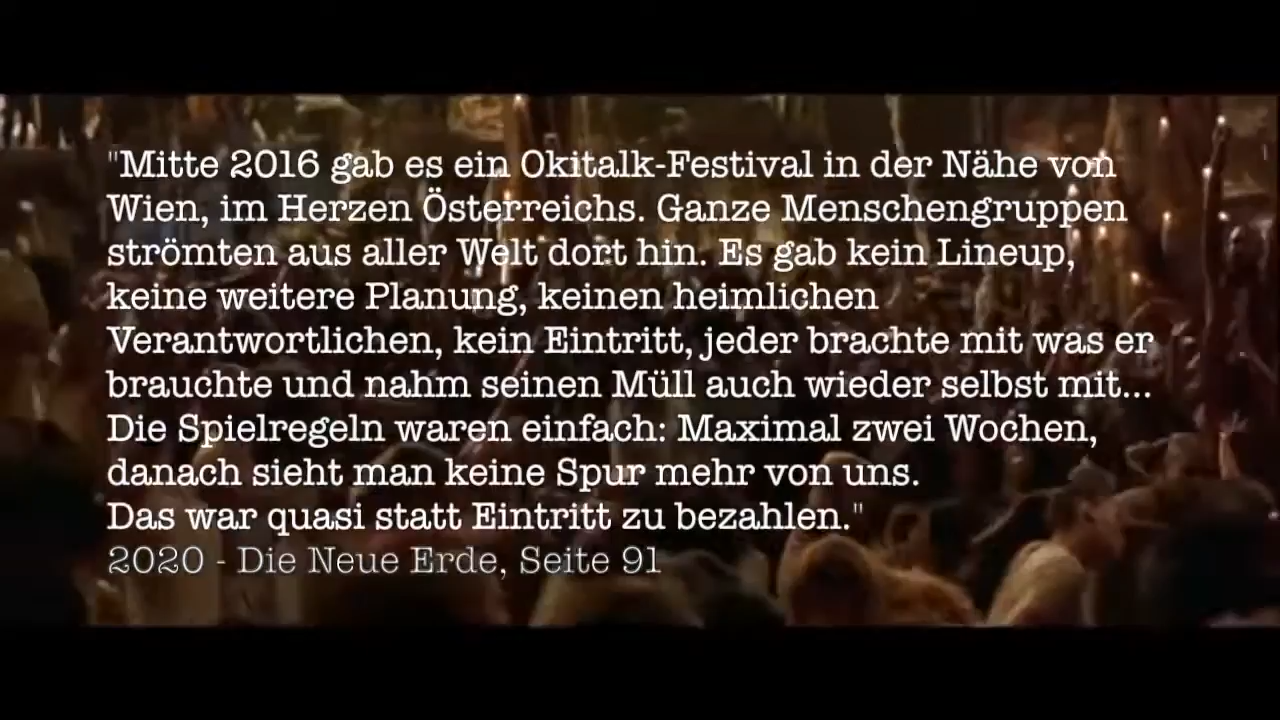 "Mitte 2016 gab es ein Okitalk-Festival in der Nähe von
Wien, im Herzen Österreichs. Ganze Menschengruppen
strömten aus aller Welt dort hin. Es gab kein Lineup,
keine weitere Planung, keinen heimlichen
Verantwortlichen, kein Eintritt, jeder brachte mit was er
brauchte und nahm seinen Müll auch wieder selbst mit...
Die Spielregeln waren einfach: Maximal zwei Wochen,
danach sieht man keine Spur mehr von uns.
Das war quasi statt Eintritt zu bezahlen."
2020 - Die Neue Erde, Seite 91